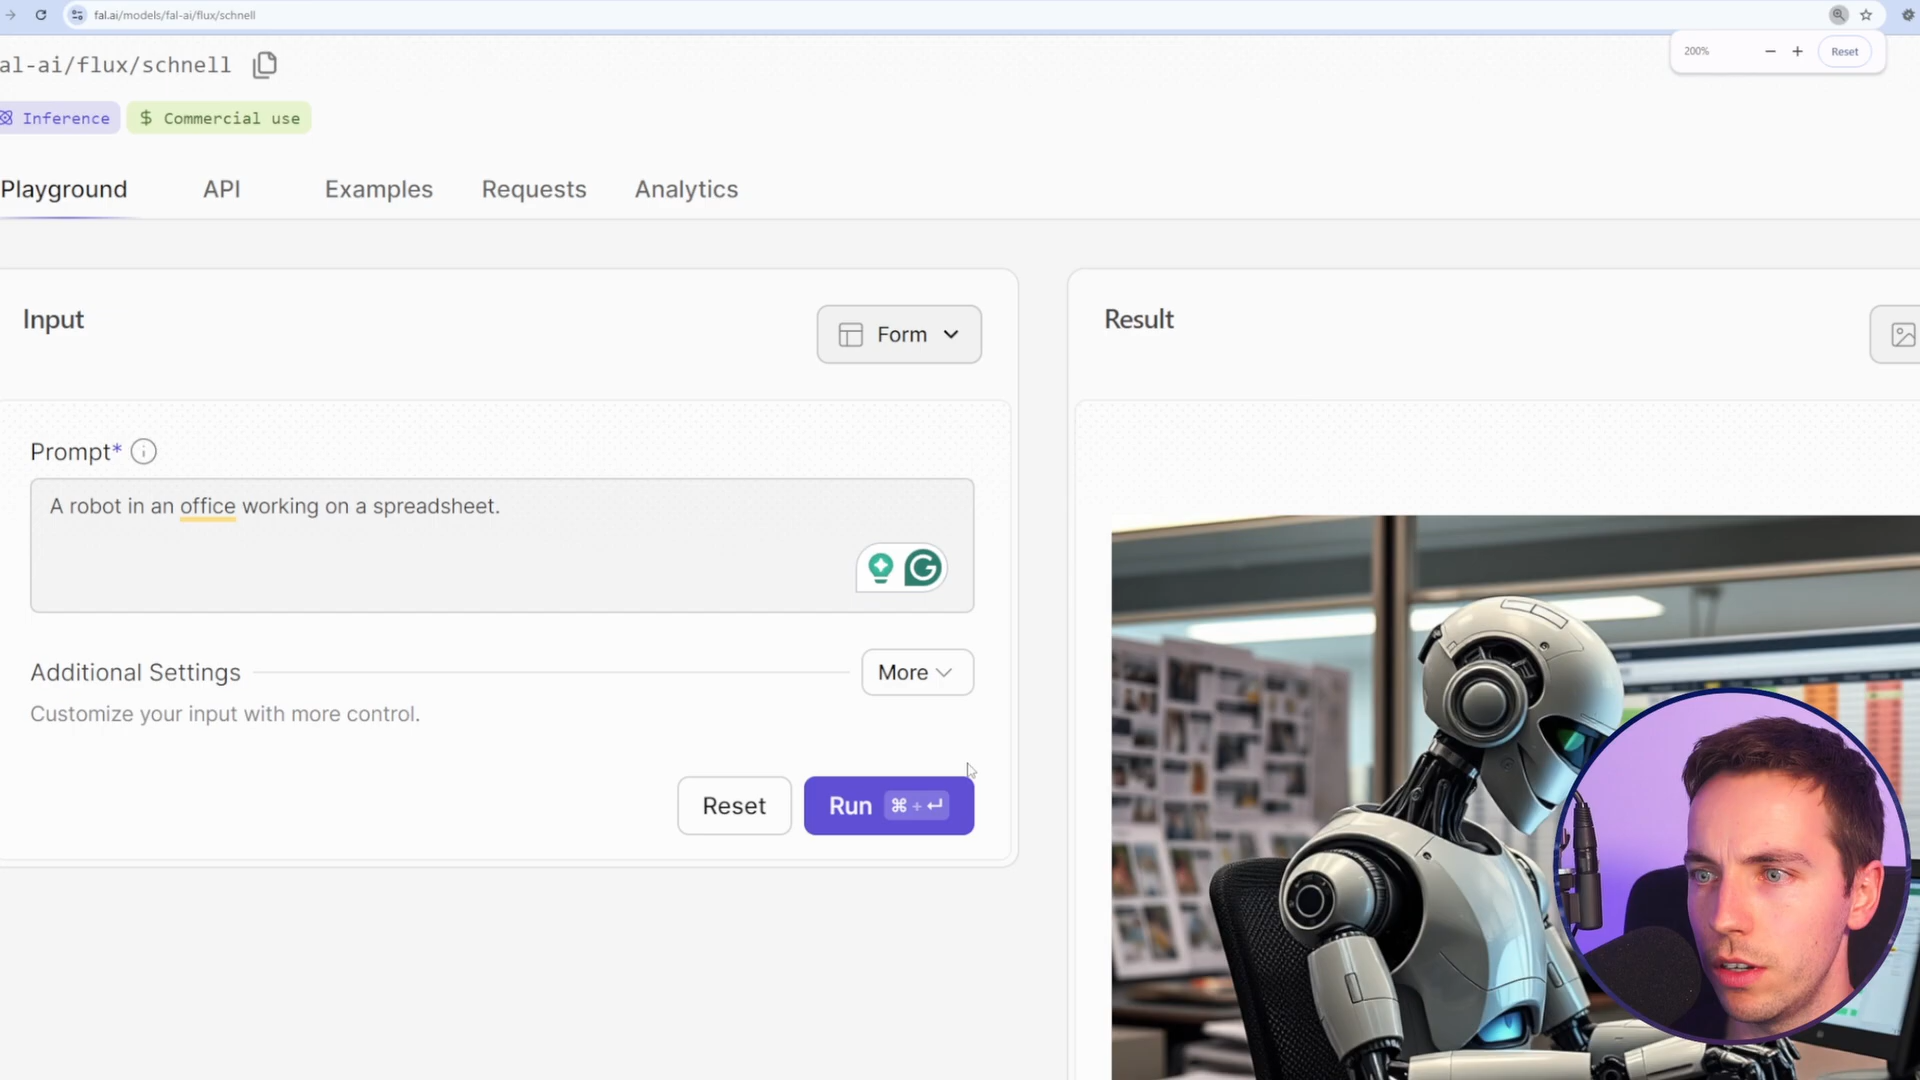 fal.ai/models/fal-ai/flux/schnell
200%
Reset
al-ai/flux/schnell
Inference
$ Commercial use
Playground
API
Examples
Requests
Analytics
Input
Form
Result
Prompt*
A robot in an office working on a spreadsheet.
Additional Settings
More
Customize your input with more control.
Reset
Run ⌘ + ↵